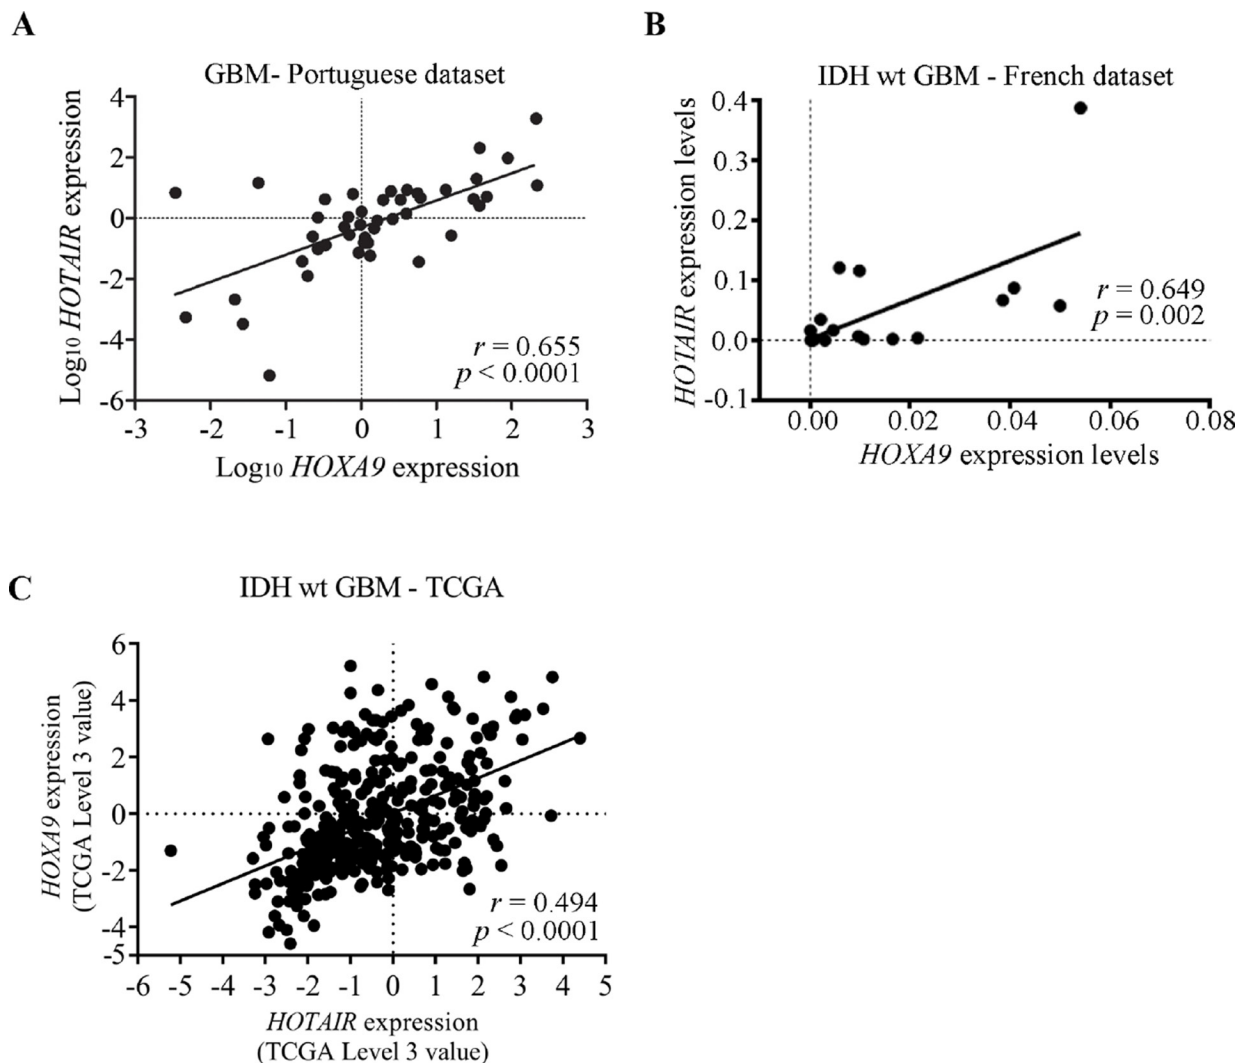 A
GBM- Portuguese dataset
Log10 HOTAIR expression
4
2
0
-2
-4
-6
r = 0.655
p < 0.0001
-3 -2 -1 0 1 2 3
Log10 HOXA9 expression
B
IDH wt GBM - French dataset
HOTAIR expression levels
0.4
0.3
0.2
0.1
0.0
-0.1
r = 0.649
p = 0.002
0.00 0.02 0.04 0.06 0.08
HOXA9 expression levels
C
IDH wt GBM - TCGA
HOXA9 expression
(TCGA Level 3 value)
6
4
2
0
-2
-4
-5
r = 0.494
p < 0.0001
-6 -5 -4 -3 -2 -1 0 1 2 3 4 5
HOTAIR expression
(TCGA Level 3 value)